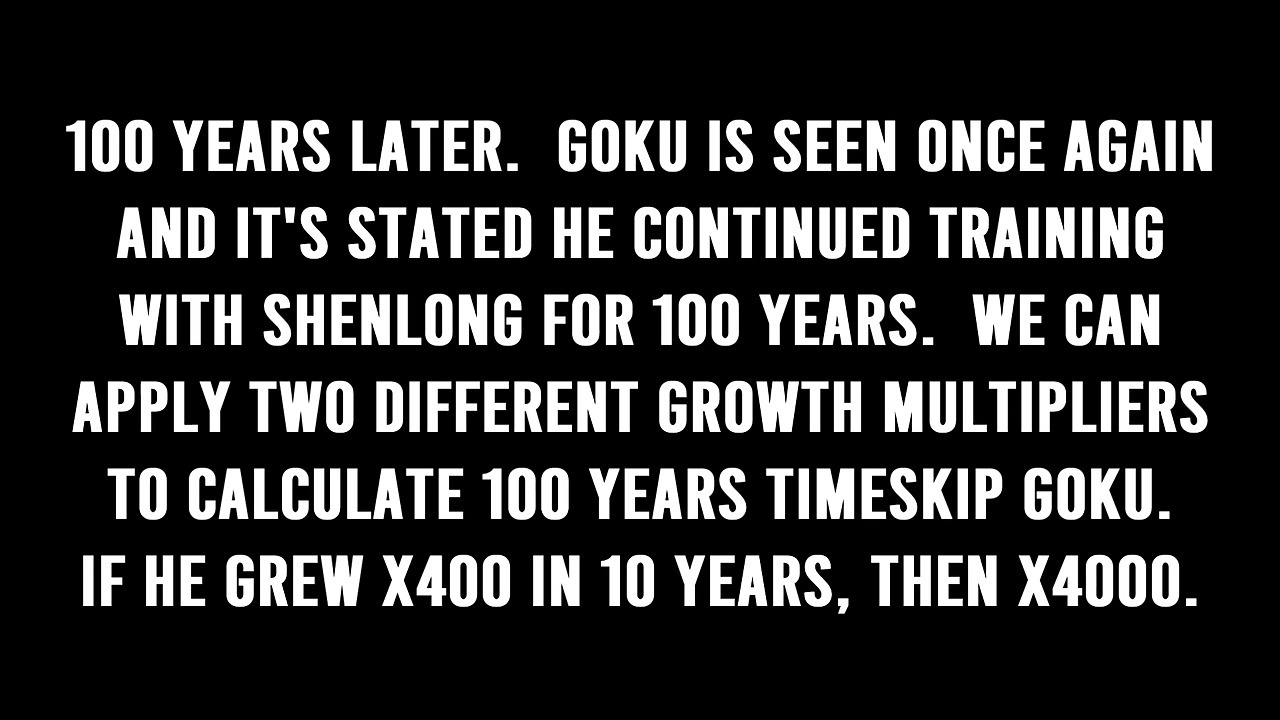 100 YEARS LATER.  GOKU IS SEEN ONCE AGAIN
AND IT'S STATED HE CONTINUED TRAINING
WITH SHENLONG FOR 100 YEARS.  WE CAN
APPLY TWO DIFFERENT GROWTH MULTIPLIERS
TO CALCULATE 100 YEARS TIMESKIP GOKU.
IF HE GREW X400 IN 10 YEARS, THEN X4000.